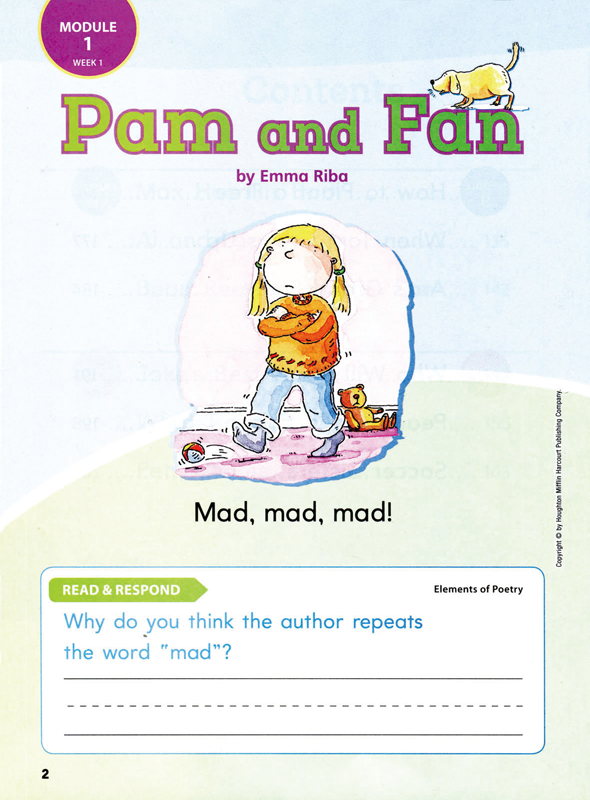 MODULE
1
WEEK 1
Pam and Fan
by Emma Riba
Mad, mad, mad!
READ & RESPOND
Elements of Poetry
Why do you think the author repeats
the word "mad"?
Copyright © by Houghton Mifflin Harcourt Publishing Company.
2